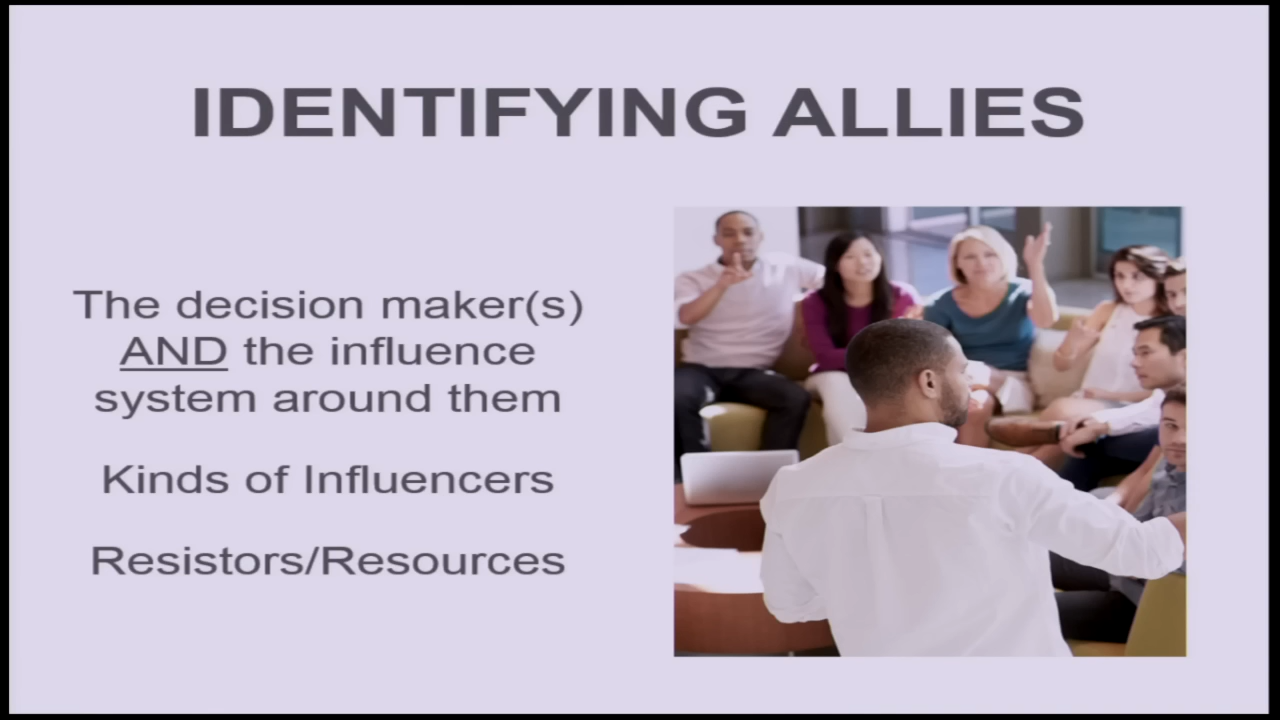 IDENTIFYING ALLIES
The decision maker(s)
AND the influence
system around them
Kinds of Influencers
Resistors/Resources